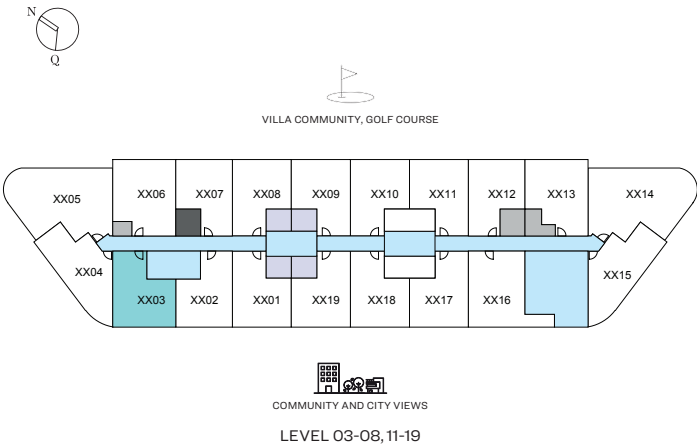 N
Q
VILLA COMMUNITY, GOLF COURSE
XX05
XX06
XX07
XX08
XX09
XX10
XX11
XX12
XX13
XX14
XX04
XX03
XX02
XX01
XX19
XX18
XX17
XX16
XX15
COMMUNITY AND CITY VIEWS
LEVEL 03-08, 11-19